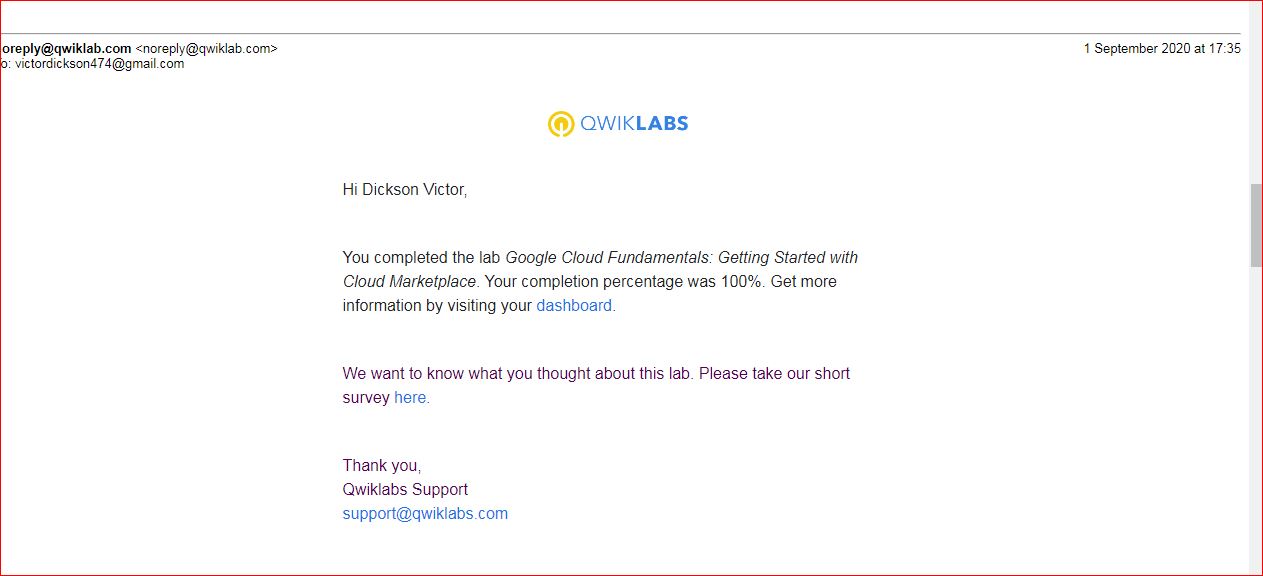 oreply@qwiklab.com <noreply@qwiklab.com>
1 September 2020 at 17:35
o: victordickson474@gmail.com
QWIKLABS
Hi Dickson Victor,
You completed the lab Google Cloud Fundamentals: Getting Started with
Cloud Marketplace. Your completion percentage was 100%. Get more
information by visiting your dashboard.
We want to know what you thought about this lab. Please take our short
survey here.
Thank you,
Qwiklabs Support
support@qwiklabs.com